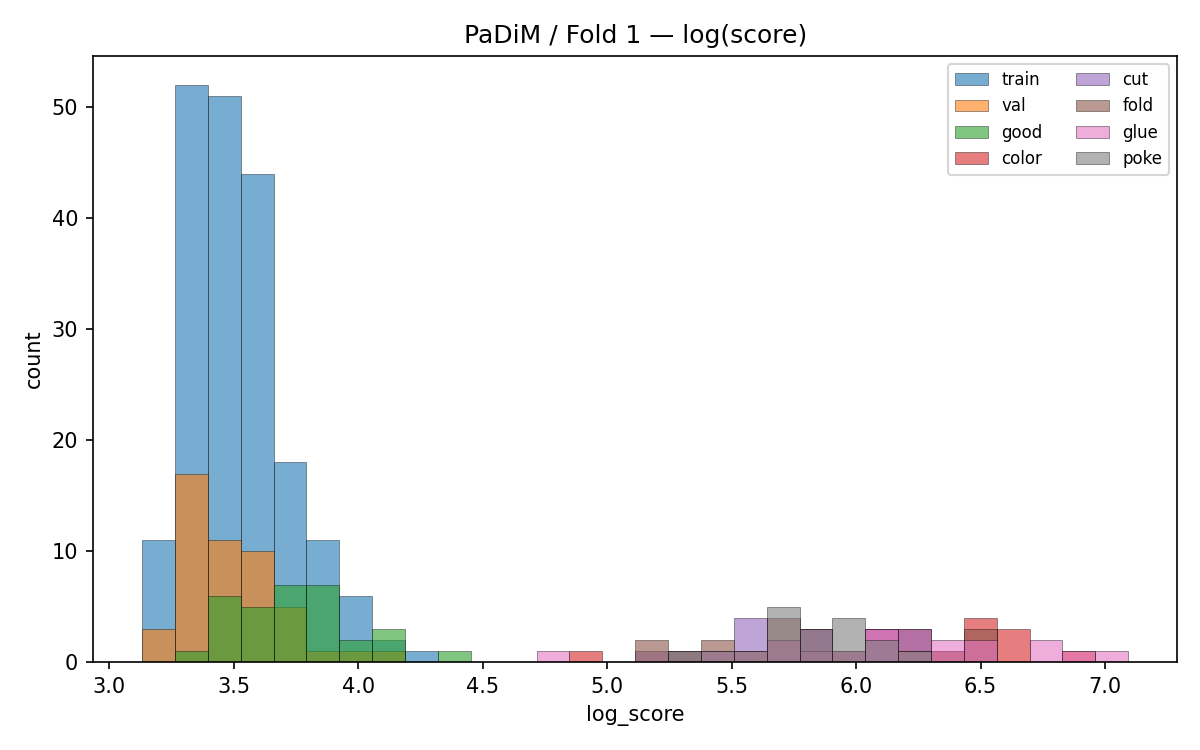 PaDiM / Fold 1 — log(score)
train
val
good
color
cut
fold
glue
poke
50
40
30
20
10
0
count
3.0 3.5 4.0 4.5 5.0 5.5 6.0 6.5 7.0
log_score